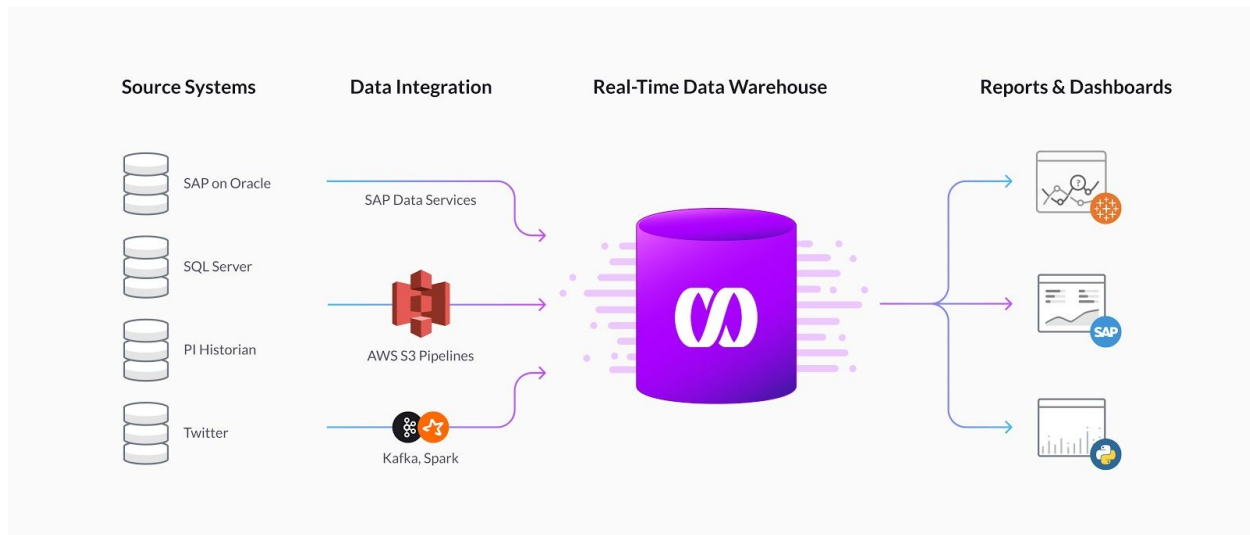 Source Systems
Data Integration
Real-Time Data Warehouse
Reports & Dashboards
SAP on Oracle
SQL Server
PI Historian
Twitter
SAP Data Services
AWS S3 Pipelines
Kafka, Spark
?
SAP